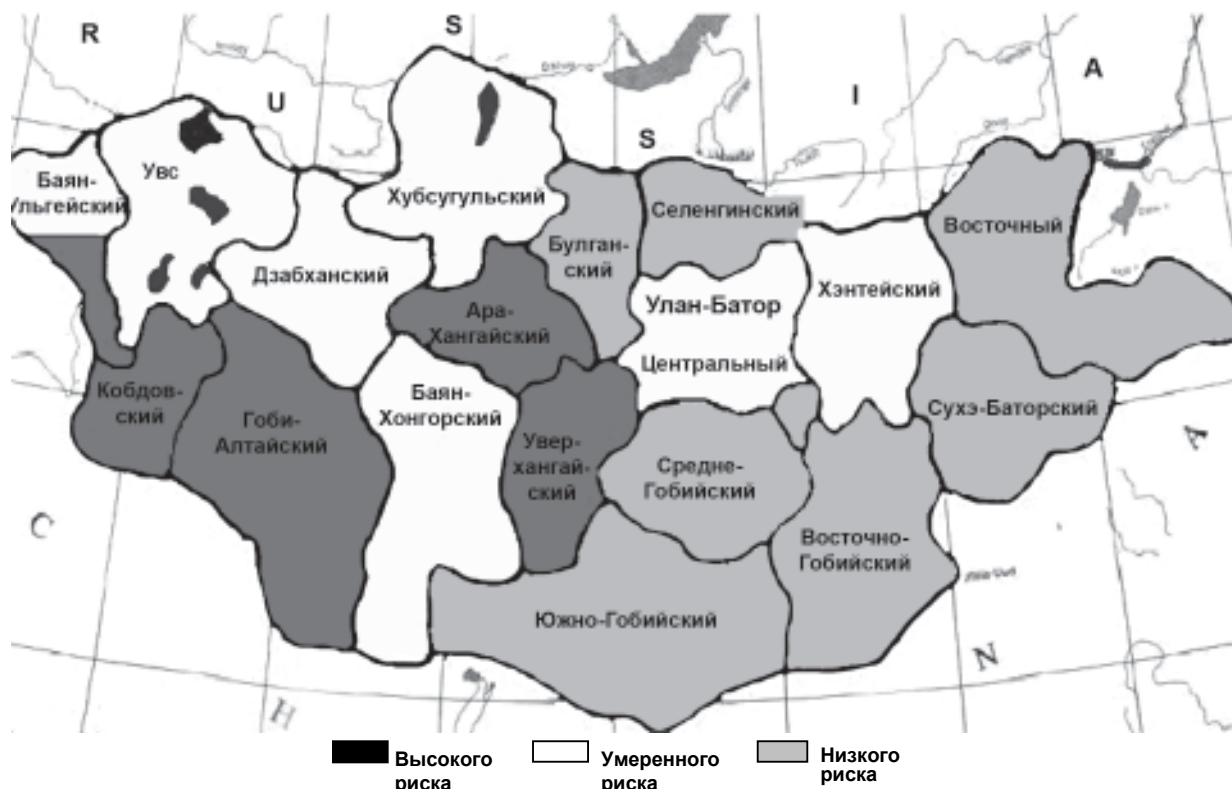 R
S
A
U
I
S
Увс
Баян-
Ульгейский
Хубсугульский
Селенгинский
Восточный
Булган-
ский
Дзабханский
Хэнтейский
Улан-Батор
Ара-
Хангайский
Центральный
Кобдов-
ский
Баян-
Хонгорский
Сухэ-Баторский
Гоби-
Алтайский
Увер-
хангай-
ский
Средне-
Гобийский
A
C
Восточно-
Гобийский
Южно-Гобийский
N
H
Высокого
риска
Умеренного
риска
Низкого
риска